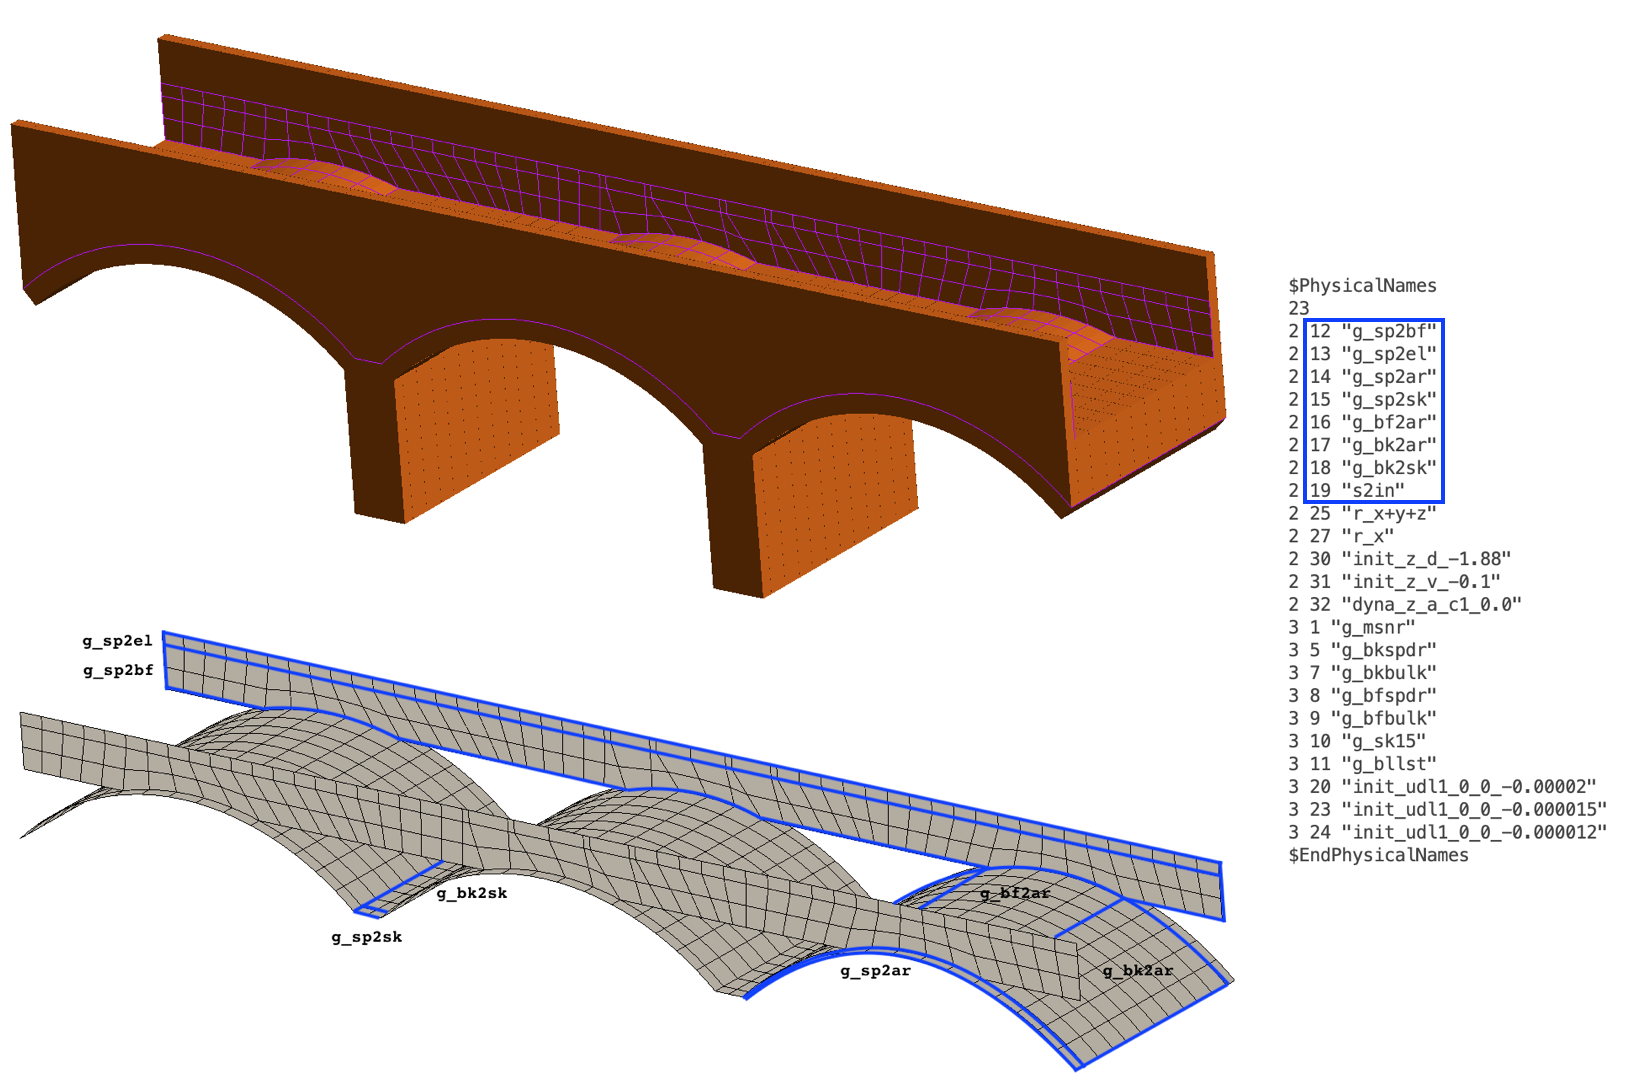 $PhysicalNames
23
2 12 "g_sp2bf"
2 13 "g_sp2el"
2 14 "g_sp2ar"
2 15 "g_sp2sk"
2 16 "g_bf2ar"
2 17 "g_bk2ar"
2 18 "g_bk2sk"
2 19 "s2in"
2 25 "r_x+y+z"
2 27 "r_x"
2 30 "init_z_d_-1.88"
2 31 "init_z_v_-0.1"
2 32 "dyna_z_a_c1_0.0"
3 1 "g_msnr"
3 5 "g_bkspdr"
3 7 "g_bkbulk"
3 8 "g_bfspdr"
3 9 "g_bfbulk"
3 10 "g_sk15"
3 11 "g_bllst"
3 20 "init_udl1_0_0_-0.00002"
3 23 "init_udl1_0_0_-0.000015"
3 24 "init_udl1_0_0_-0.000012"
$EndPhysicalNames
g_sp2el
g_sp2bf
g_bk2sk
g_bf2ar
g_sp2sk
g_sp2ar
g_bk2ar